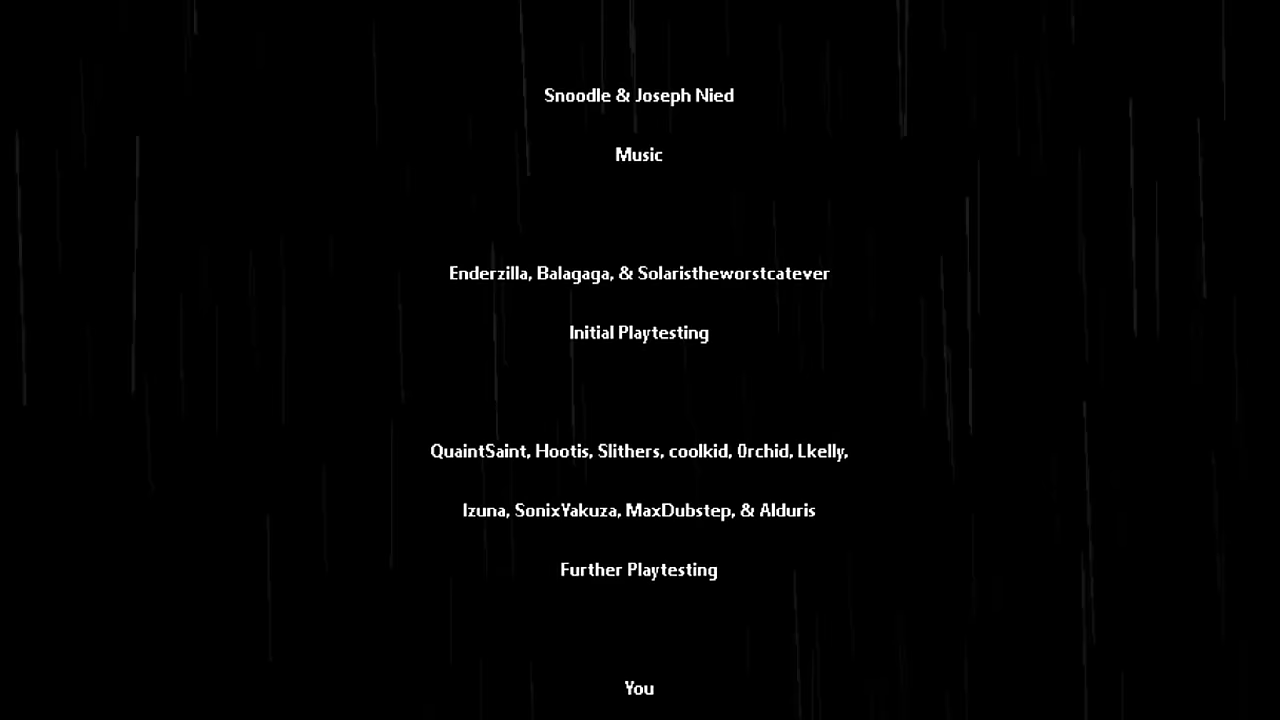 Snoodle & Joseph Nied
Music
Enderzilla, Balagaga, & Solaristheworstcatever
Initial Playtesting
QuaintSaint, Hootis, Slithers, coolkid, 0rchid, Lkelly,
Izuna, SonixYakuza, MaxDubstep, & Alduris
Further Playtesting
You